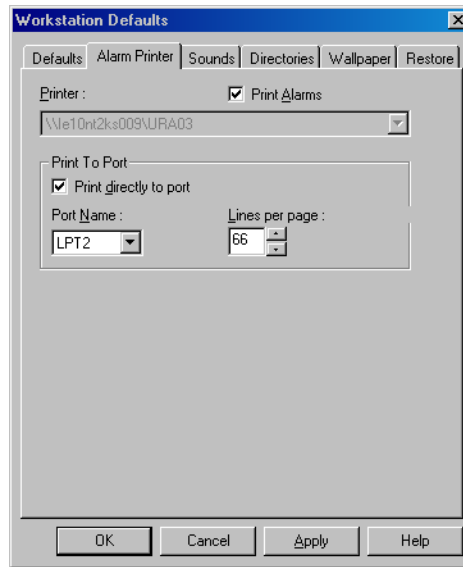 Workstation Defaults
Defaults Alarm Printer Sounds Directories Wallpaper Restore
Printer : Print Alarms
\\Ie10nt2ks009\URA03
Print To Port
Print directly to port
Port Name : Lines per page :
LPT2 66
OK Cancel Apply Help